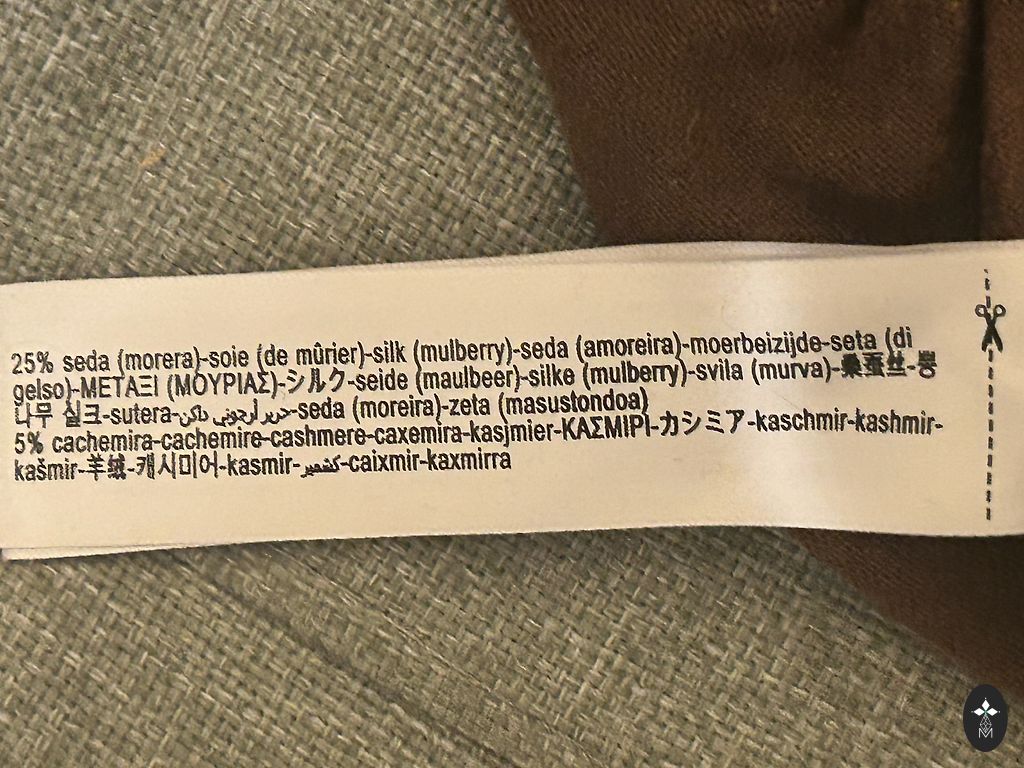 25% seda (morera)-soie (de mûrier)-silk (mulberry)-seda (amoreira)-moerbeizijde-seta (di
gelso)-ΜΕΤΑΞΙ (ΜΟΥΡΙΑΣ)-シルク-seide (maulbeer)-silke (mulberry)-svila (murva)-桑蚕丝-뽕
나무 실크-sutera-حرير أرجوني داكن-seda (moreira)-zeta (masustondoa)
5% cachemira-cachemire-cashmere-caxemira-kasjmier-ΚΑΣΜΙΡΙ-カシミア-kaschmir-kashmir-
kašmir-羊绒-캐시미어-kasmir-كشمير-caixmir-kaxmirra
M